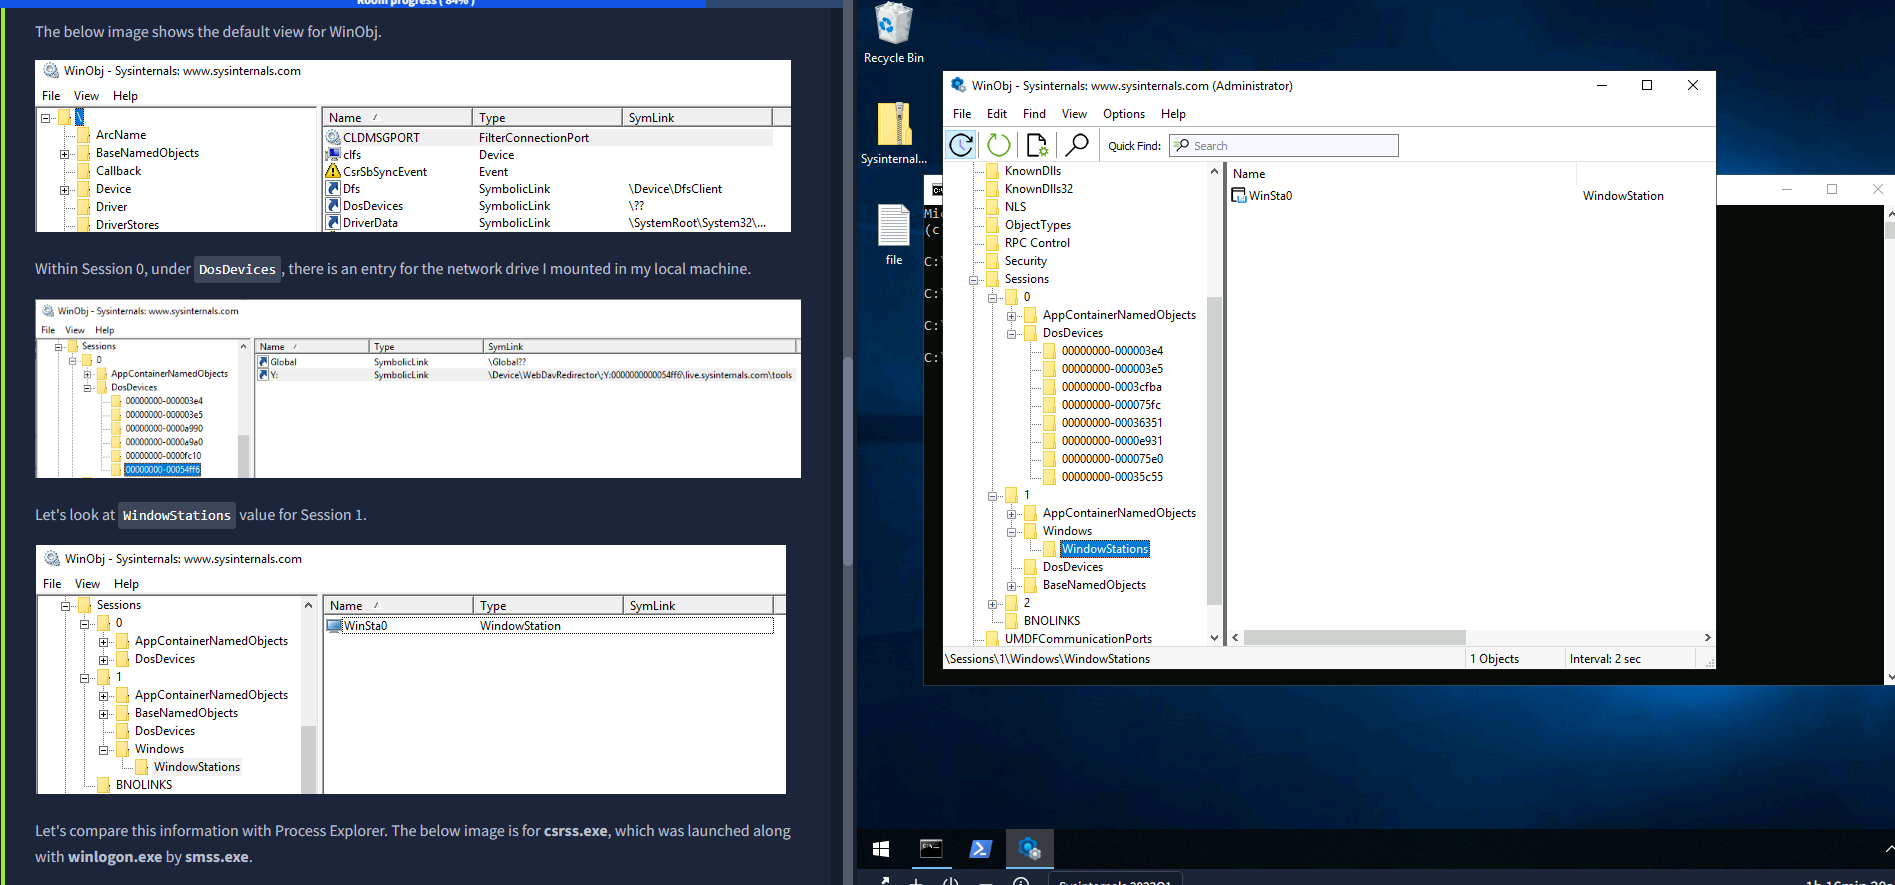 Room progress ( 84% )
The below image shows the default view for WinObj.
WinObj - Sysinternals: www.sysinternals.com
File View Help
\
ArcName
BaseNamedObjects
Callback
Device
Driver
DriverStores
Name Type SymLink
CLDMSGPORT FilterConnectionPort
clfs Device
CsrSbSyncEvent Event
Dfs SymbolicLink \Device\DfsClient
DosDevices SymbolicLink \??
DriverData SymbolicLink \SystemRoot\System32\...
Within Session 0, under DosDevices, there is an entry for the network drive I mounted in my local machine.
WinObj - Sysinternals: www.sysinternals.com
File View Help
Sessions
0
AppContainerNamedObjects
DosDevices
00000000-000003e4
00000000-000003e5
00000000-0000a990
00000000-0000a9a0
00000000-0000fc10
00000000-00054ff6
Name Type SymLink
Global SymbolicLink \Global??
Y: SymbolicLink \Device\WebDavRedirector\;Y:0000000000054ff6\live.sysinternals.com\tools
Let's look at WindowStations value for Session 1.
WinObj - Sysinternals: www.sysinternals.com
File View Help
Sessions
0
AppContainerNamedObjects
DosDevices
1
AppContainerNamedObjects
BaseNamedObjects
DosDevices
Windows
WindowStations
BNOLINKS
Name Type SymLink
WinSta0 WindowStation
Let's compare this information with Process Explorer. The below image is for csrss.exe, which was launched along
with winlogon.exe by smss.exe.
Recycle Bin
Sysinternal...
file
WinObj - Sysinternals: www.sysinternals.com (Administrator)
File Edit Find View Options Help
Quick Find: Search
KnownDlls
KnownDlls32
NLS
ObjectTypes
RPC Control
Security
Sessions
0
AppContainerNamedObjects
DosDevices
00000000-000003e4
00000000-000003e5
00000000-0003cfba
00000000-000075fc
00000000-00036351
00000000-0000e931
00000000-000075e0
00000000-00035c55
1
AppContainerNamedObjects
Windows
WindowStations
DosDevices
BaseNamedObjects
2
BNOLINKS
UMDFCommunicationPorts
Name
WinSta0 WindowStation
\Sessions\1\Windows\WindowStations 1 Objects Interval: 2 sec
(c
C:\
C:\
C:\
C:\